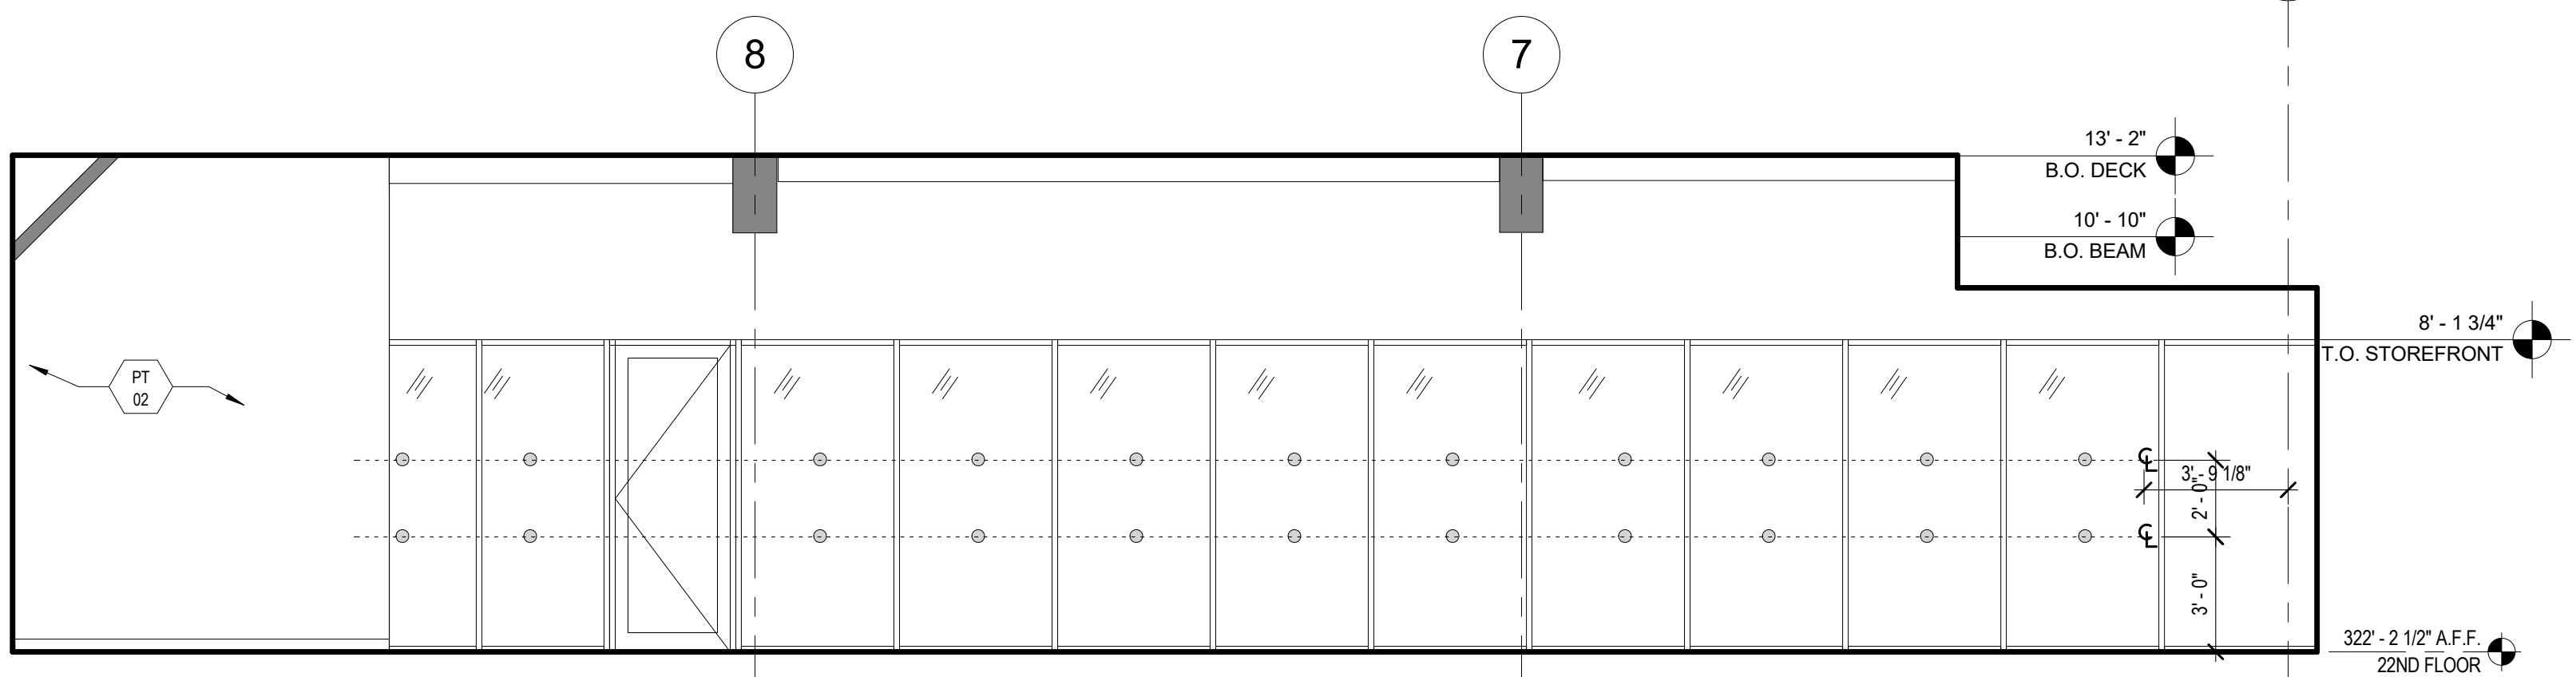 8
7
13' - 2"
B.O. DECK
10' - 10"
B.O. BEAM
8' - 1 3/4"
T.O. STOREFRONT
PT
02
℄
3' - 9 1/8"
2' - 0"
℄
3' - 0"
322' - 2 1/2" A.F.F.
22ND FLOOR